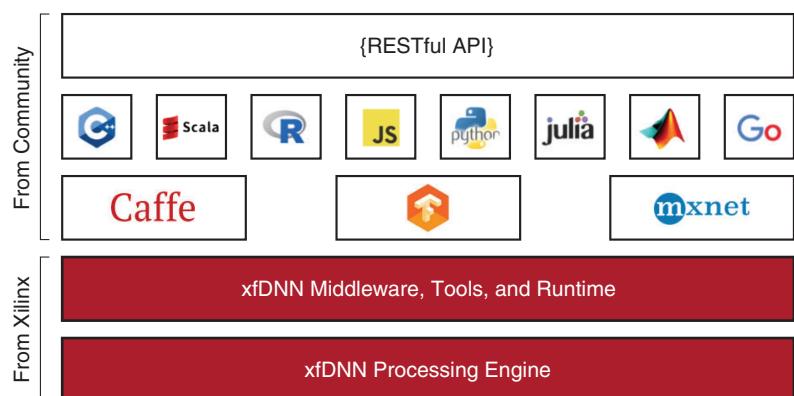 From Community
{RESTful API}
C++
Scala
R
JS
python
julia
Go
Caffe
mxnet
From Xilinx
xfDNN Middleware, Tools, and Runtime
xfDNN Processing Engine